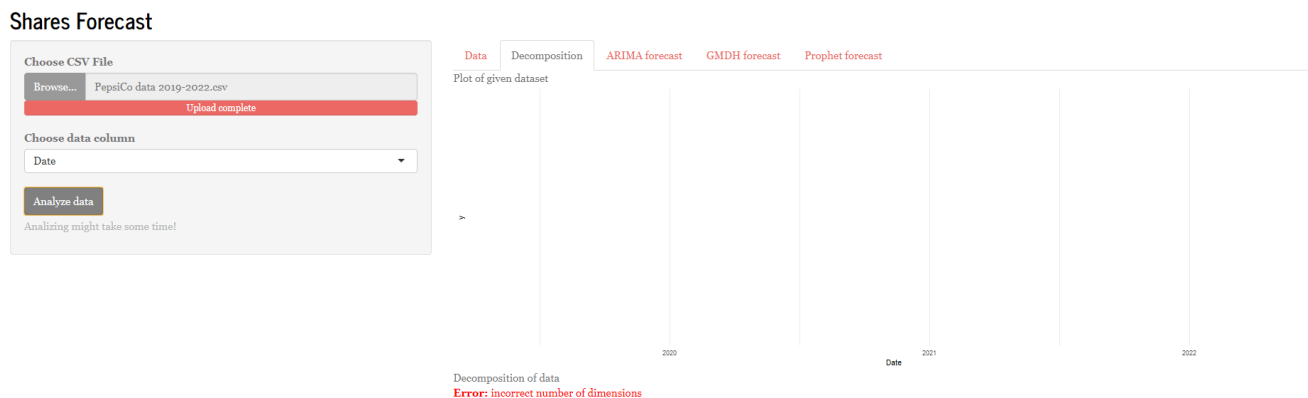 Shares Forecast
Choose CSV File
Browse... PepsiCo data 2019-2022.csv
Upload complete
Choose data column
Date
Analyze data
Analizing might take some time!
Data Decomposition ARIMA forecast GMDH forecast Prophet forecast
Plot of given dataset
y
2020 2021 2022
Date
Decomposition of data
Error: incorrect number of dimensions